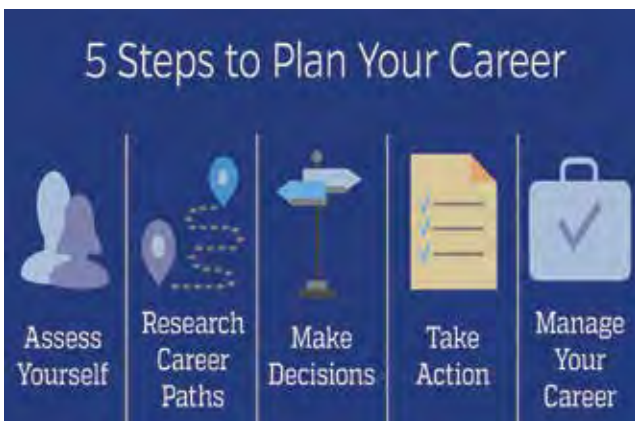 5 Steps to Plan Your Career
Assess
Yourself
Research
Career
Paths
Make
Decisions
Take
Action
Manage
Your
Career